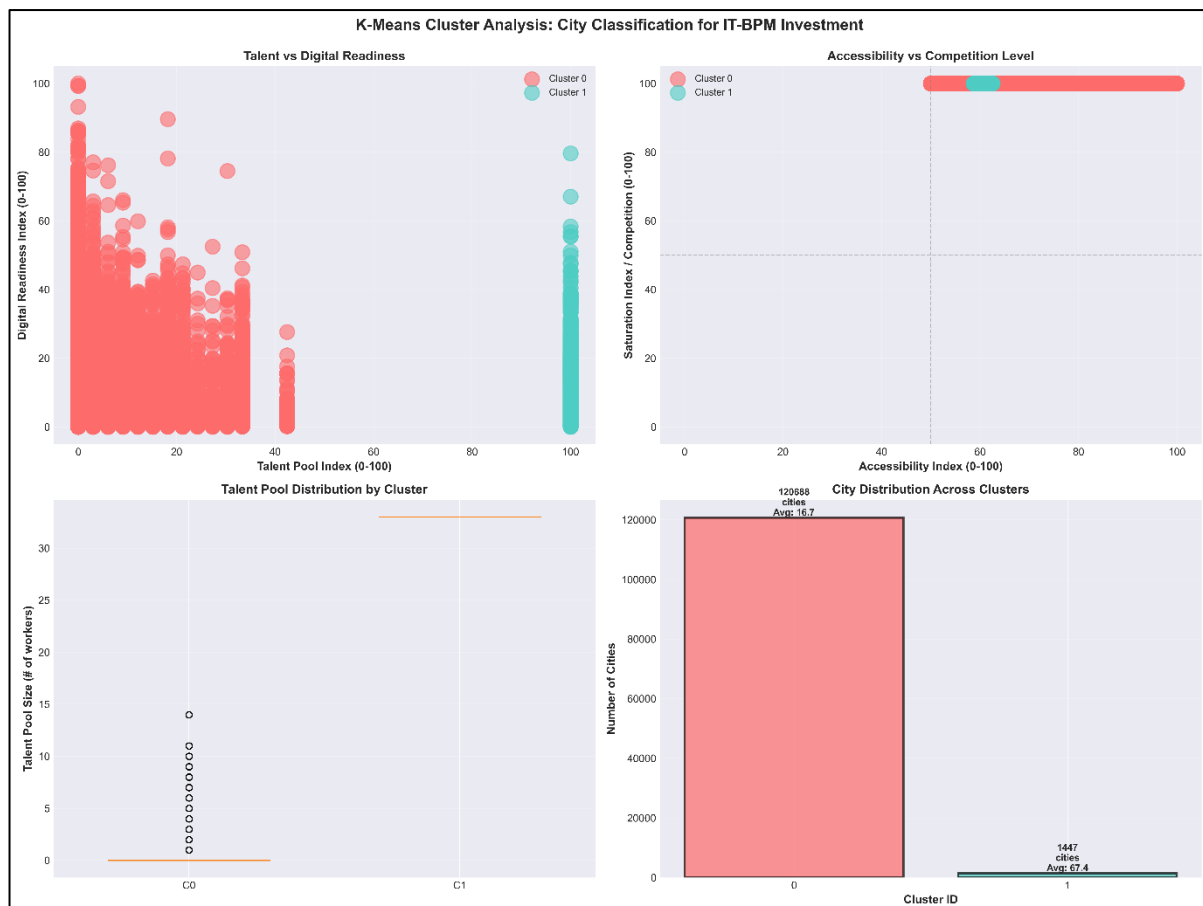 K-Means Cluster Analysis: City Classification for IT-BPM Investment
Talent vs Digital Readiness
Cluster 0
Cluster 1
100
80
60
40
20
0
Digital Readiness Index (0-100)
0
20
40
60
80
100
Talent Pool Index (0-100)
Accessibility vs Competition Level
Cluster 0
Cluster 1
100
80
60
40
20
0
Saturation Index / Competition (0-100)
0
20
40
60
80
100
Accessibility Index (0-100)
Talent Pool Distribution by Cluster
30
25
20
15
10
5
0
Talent Pool Size (# of workers)
C0
C1
City Distribution Across Clusters
120688
cities
Avg: 16.7
1447
cities
Avg: 67.4
120000
100000
80000
60000
40000
20000
0
Number of Cities
0
1
Cluster ID